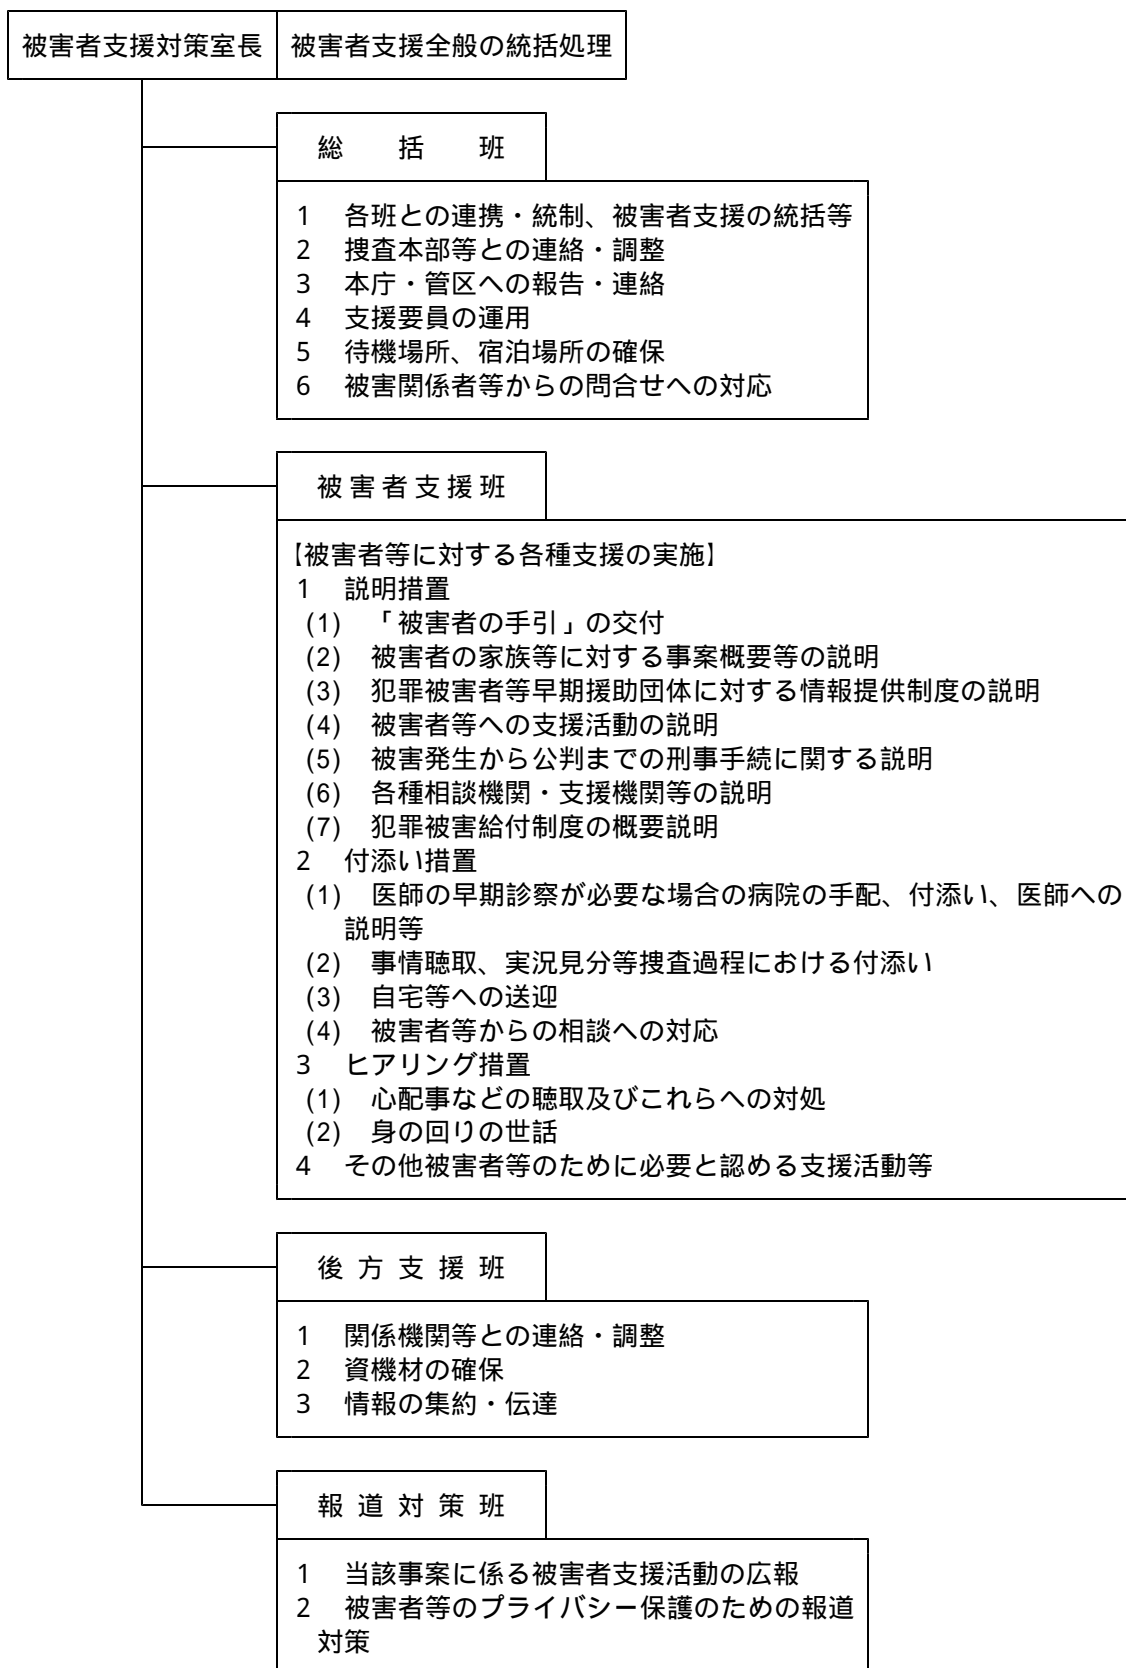 被害者支援対策室長 被害者支援全般の統括処理
総括班
1 各班との連携・統制、被害者支援の統括等
2 捜査本部等との連絡・調整
3 本庁・管区への報告・連絡
4 支援要員の運用
5 待機場所、宿泊場所の確保
6 被害関係者等からの問合せへの対応
被害者支援班
【被害者等に対する各種支援の実施】
1 説明措置
(1) 「被害者の手引」の交付
(2) 被害者の家族等に対する事案概要等の説明
(3) 犯罪被害者等早期援助団体に対する情報提供制度の説明
(4) 被害者等への支援活動の説明
(5) 被害発生から公判までの刑事手続に関する説明
(6) 各種相談機関・支援機関等の説明
(7) 犯罪被害給付制度の概要説明
2 付添い措置
(1) 医師の早期診察が必要な場合の病院の手配、付添い、医師への
説明等
(2) 事情聴取、実況見分等捜査過程における付添い
(3) 自宅等への送迎
(4) 被害者等からの相談への対応
3 ヒアリング措置
(1) 心配事などの聴取及びこれらへの対処
(2) 身の回りの世話
4 その他被害者等のために必要と認める支援活動等
後方支援班
1 関係機関等との連絡・調整
2 資機材の確保
3 情報の集約・伝達
報道対策班
1 当該事案に係る被害者支援活動の広報
2 被害者等のプライバシー保護のための報道
対策